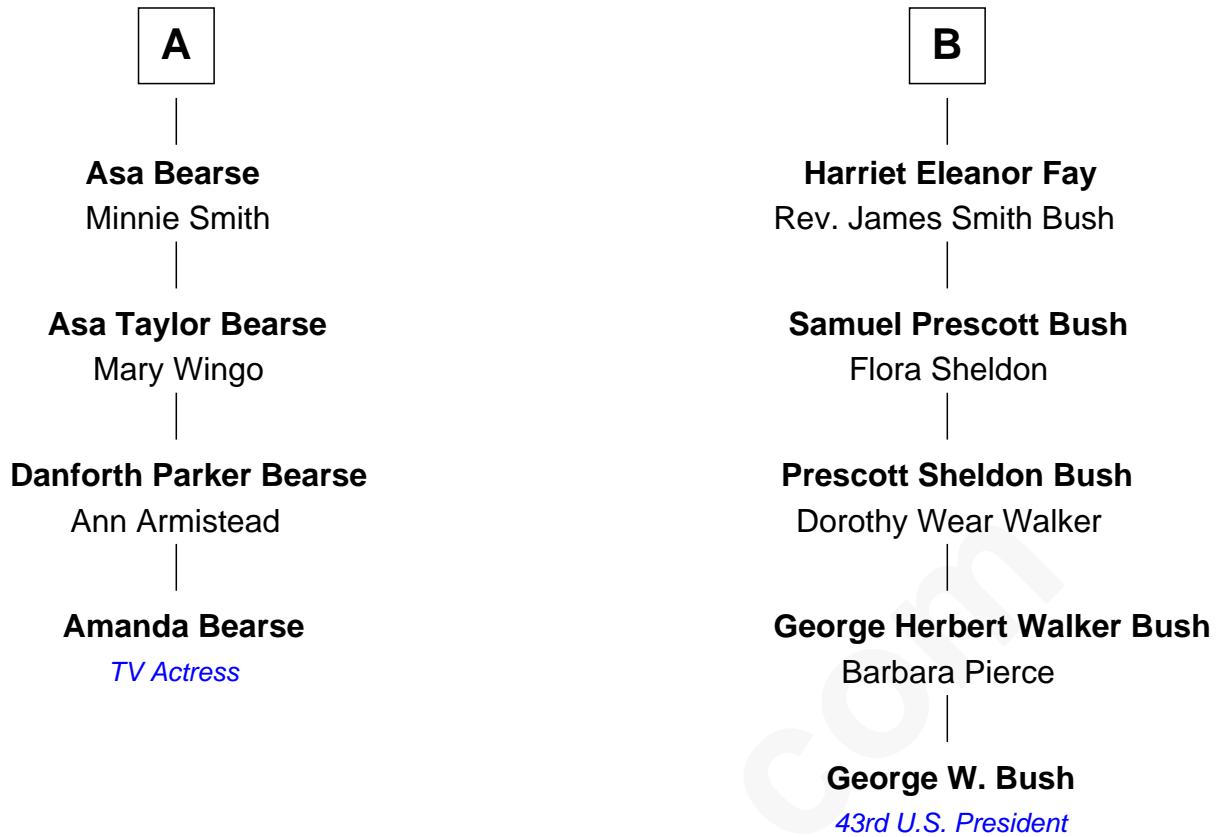 A
Asa Bearse
Minnie Smith
Asa Taylor Bearse
Mary Wingo
Danforth Parker Bearse
Ann Armistead
Amanda Bearse
TV Actress
B
Harriet Eleanor Fay
Rev. James Smith Bush
Samuel Prescott Bush
Flora Sheldon
Prescott Sheldon Bush
Dorothy Wear Walker
George Herbert Walker Bush
Barbara Pierce
George W. Bush
43rd U.S. President
com